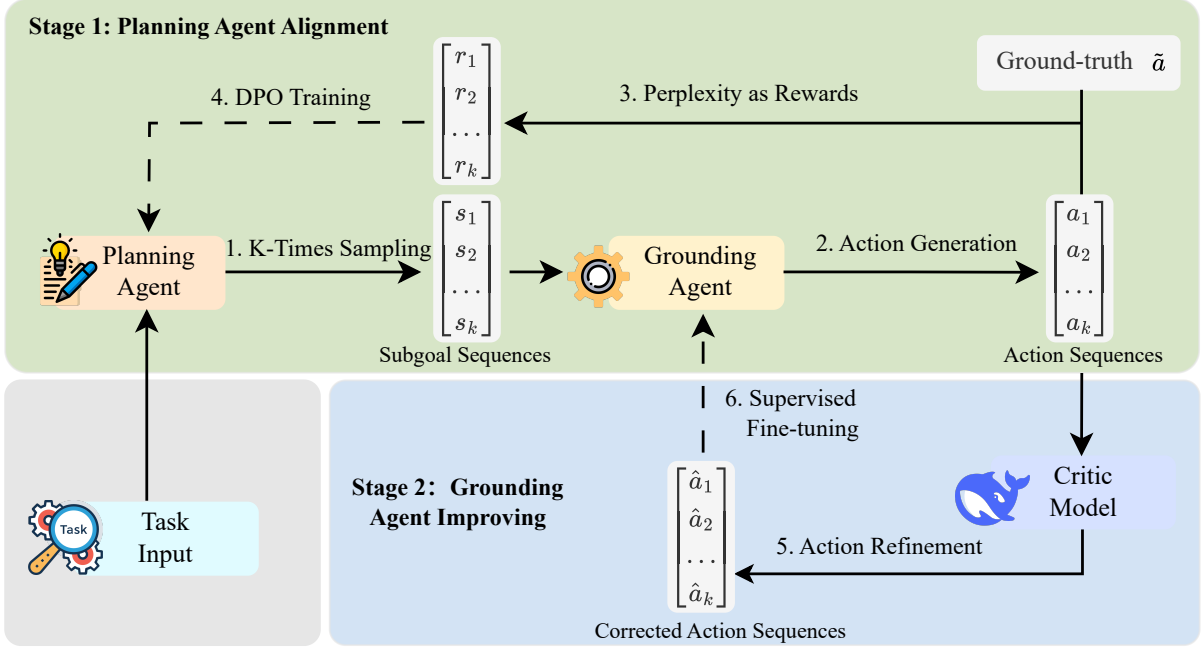 Stage 1: Planning Agent Alignment
r₁
r₂
...
rₖ
Ground-truth ã
4. DPO Training
3. Perplexity as Rewards
Planning
Agent
1. K-Times Sampling
s₁
s₂
...
sₖ
Subgoal Sequences
Grounding
Agent
2. Action Generation
a₁
a₂
...
aₖ
Action Sequences
Task
Task
Input
6. Supervised
Fine-tuning
Stage 2: Grounding
Agent Improving
â₁
â₂
...
âₖ
Corrected Action Sequences
Critic
Model
5. Action Refinement